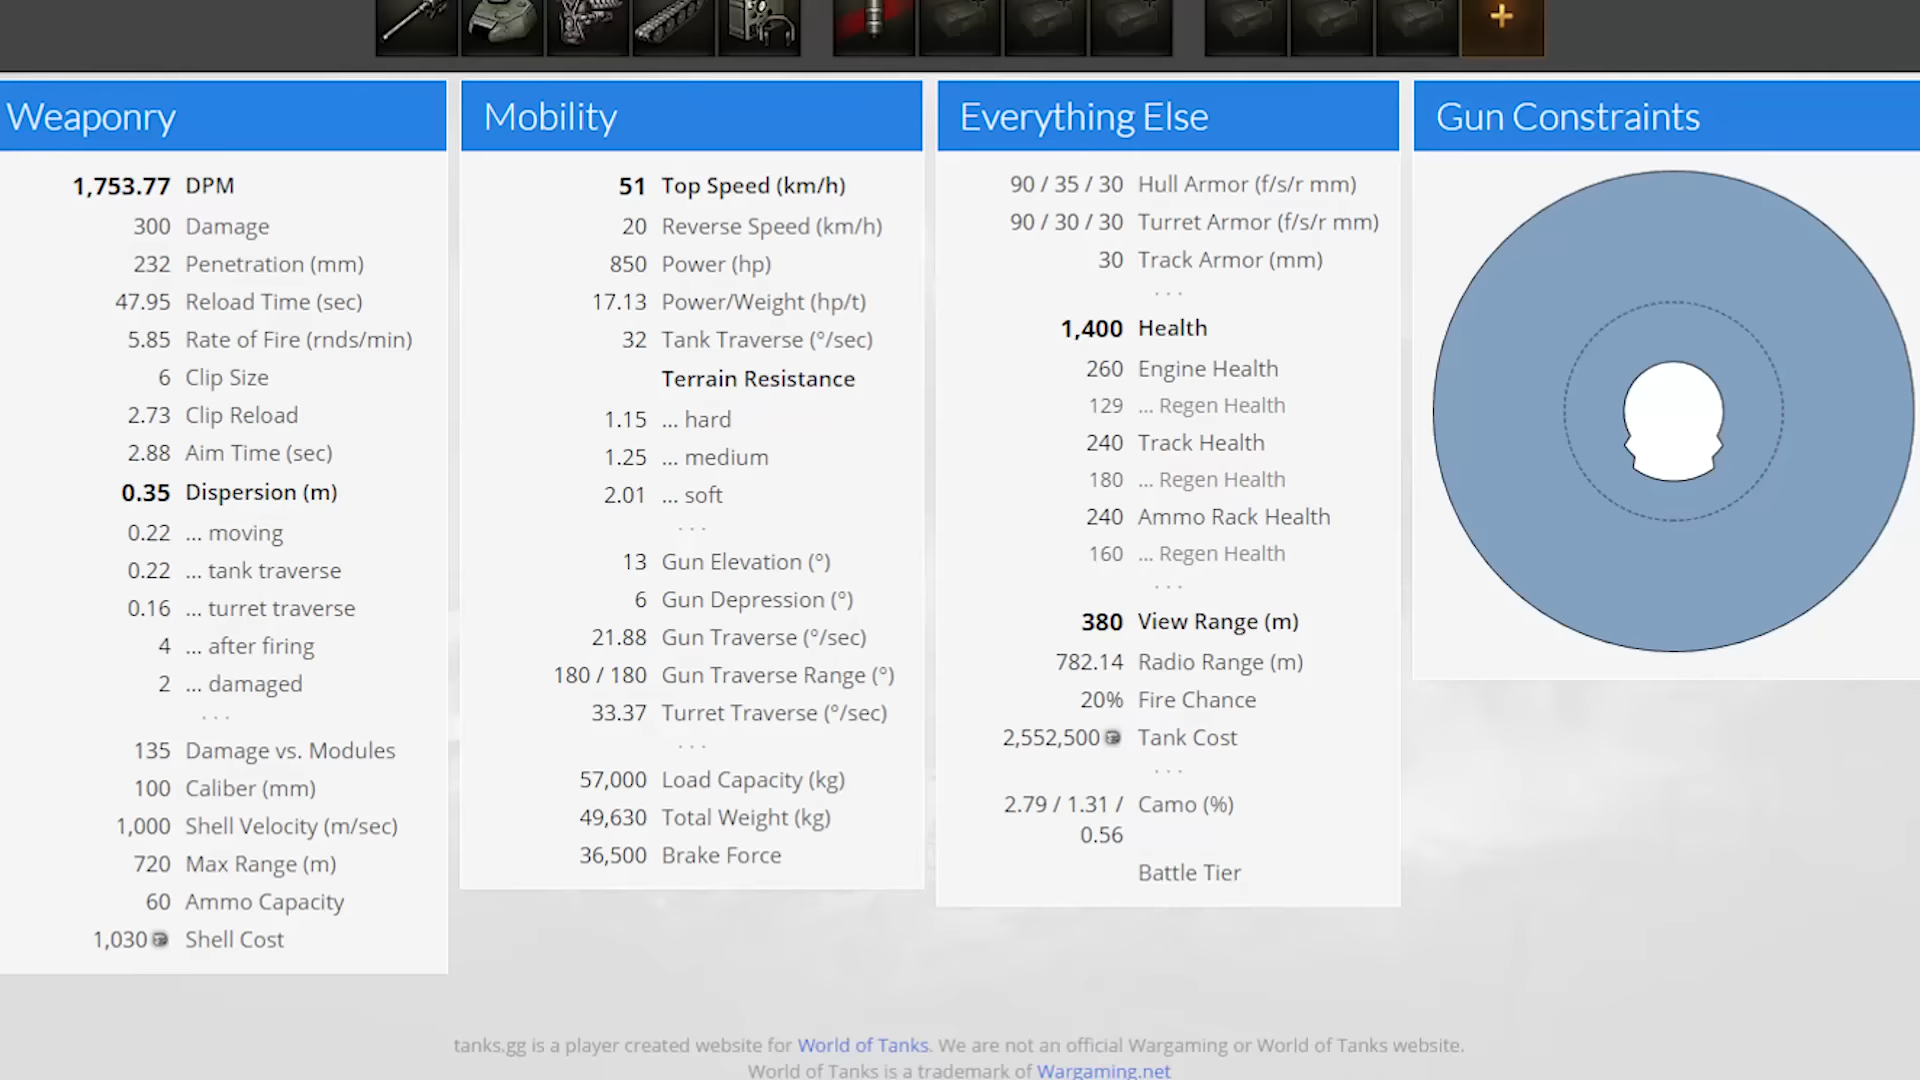 Weaponry
1,753.77 DPM
300 Damage
232 Penetration (mm)
47.95 Reload Time (sec)
5.85 Rate of Fire (rnds/min)
6 Clip Size
2.73 Clip Reload
2.88 Aim Time (sec)
0.35 Dispersion (m)
0.22 ... moving
0.22 ... tank traverse
0.16 ... turret traverse
4 ... after firing
2 ... damaged
...
135 Damage vs. Modules
100 Caliber (mm)
1,000 Shell Velocity (m/sec)
720 Max Range (m)
60 Ammo Capacity
1,030 Shell Cost
Mobility
51 Top Speed (km/h)
20 Reverse Speed (km/h)
850 Power (hp)
17.13 Power/Weight (hp/t)
32 Tank Traverse (°/sec)
Terrain Resistance
1.15 ... hard
1.25 ... medium
2.01 ... soft
...
13 Gun Elevation (°)
6 Gun Depression (°)
21.88 Gun Traverse (°/sec)
180 / 180 Gun Traverse Range (°)
33.37 Turret Traverse (°/sec)
...
57,000 Load Capacity (kg)
49,630 Total Weight (kg)
36,500 Brake Force
Everything Else
90 / 35 / 30 Hull Armor (f/s/r mm)
90 / 30 / 30 Turret Armor (f/s/r mm)
30 Track Armor (mm)
...
1,400 Health
260 Engine Health
129 ... Regen Health
240 Track Health
180 ... Regen Health
240 Ammo Rack Health
160 ... Regen Health
...
380 View Range (m)
782.14 Radio Range (m)
20% Fire Chance
2,552,500 Tank Cost
...
2.79 / 1.31 / Camo (%)
0.56
Battle Tier
Gun Constraints
tanks.gg is a player created website for World of Tanks. We are not an official Wargaming or World of Tanks website.
World of Tanks is a trademark of Wargaming.net